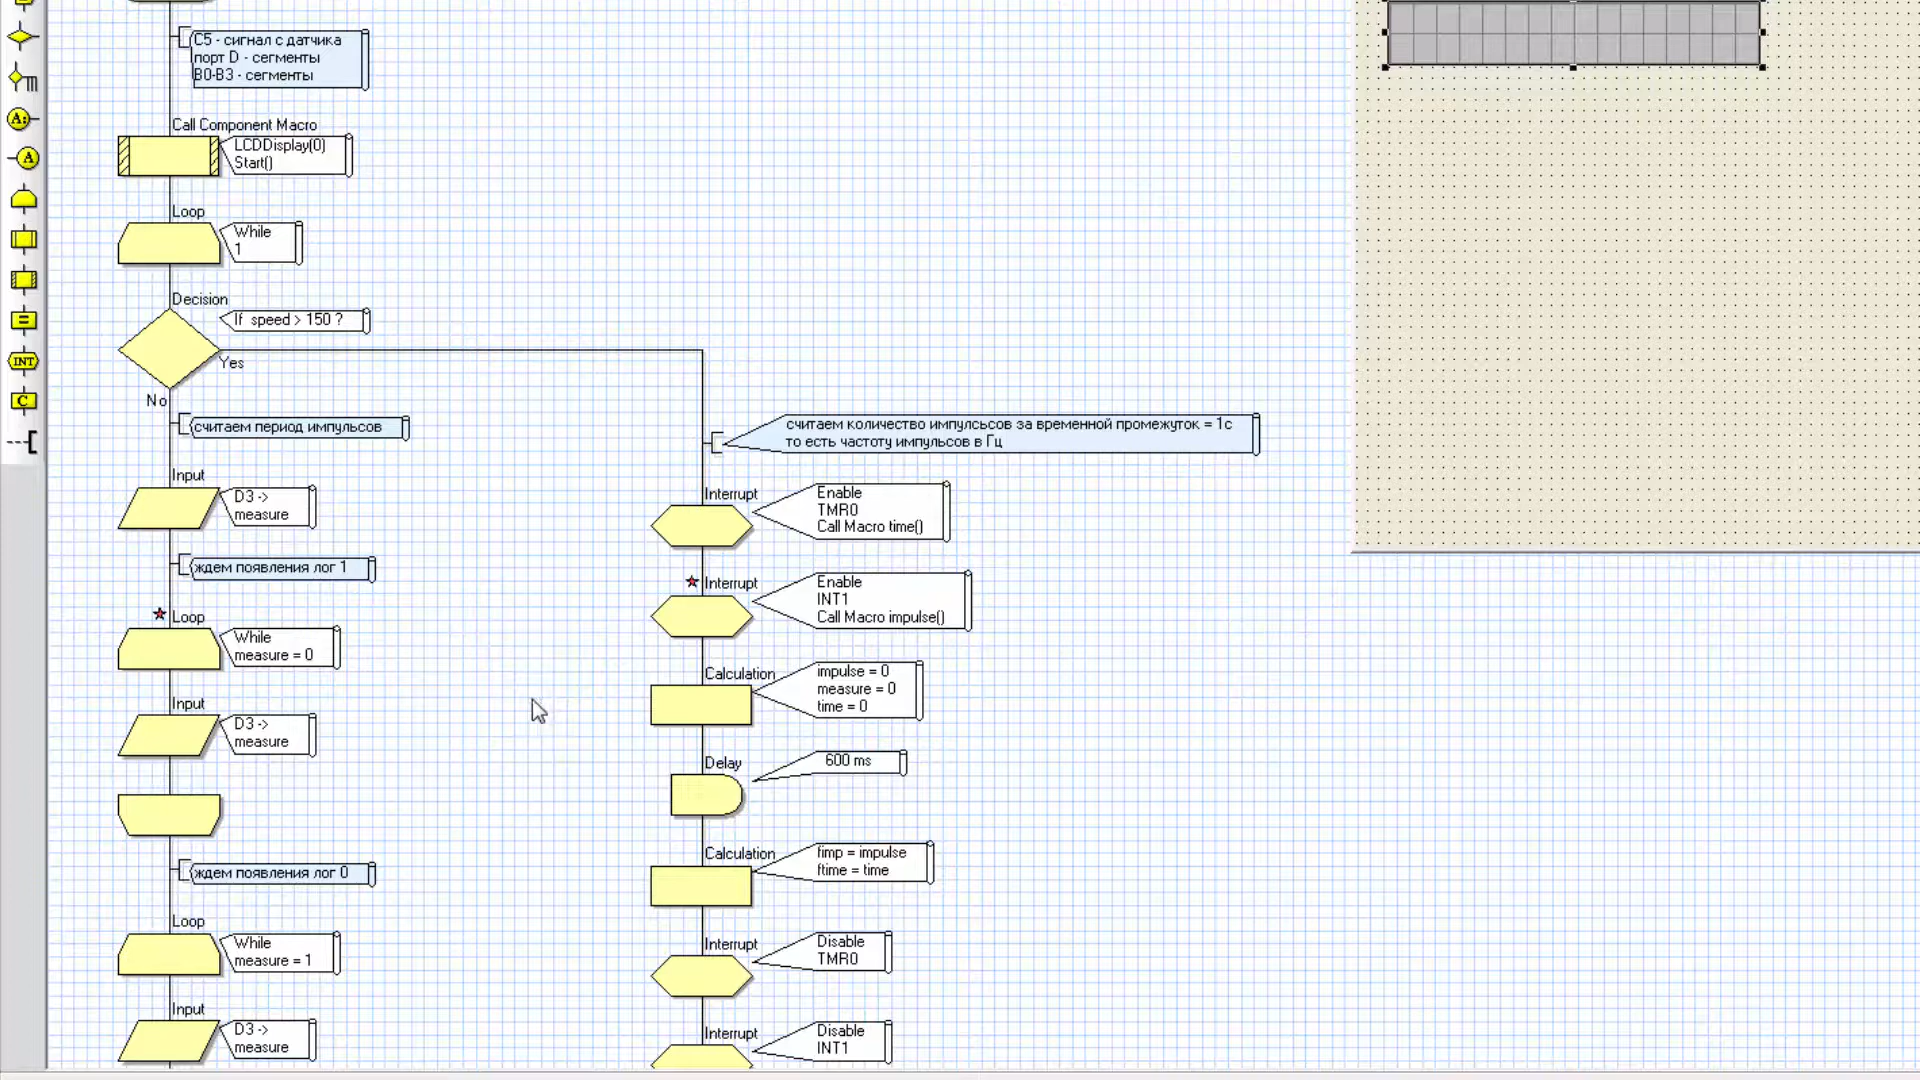 C5 - сигнал с датчика
порт D - сегменты
B0-B3 - сегменты
Call Component Macro
LCDDisplay(0)
Start()
Loop
While
1
Decision
If speed > 150 ?
Yes
No
считаем период импульсов
Input
D3 ->
measure
ждем появления лог 1
Loop
While
measure = 0
Input
D3 ->
measure
ждем появления лог 0
Loop
While
measure = 1
Input
D3 ->
measure
считаем количество импулсьсов за временной промежуток = 1с
то есть частоту импульсов в Гц
Interrupt
Enable
TMR0
Call Macro time()
Interrupt
Enable
INT1
Call Macro impulse()
Calculation
impulse = 0
measure = 0
time = 0
Delay
600 ms
Calculation
fimp = impulse
ftime = time
Interrupt
Disable
TMR0
Interrupt
Disable
INT1
A:
A
INT
C